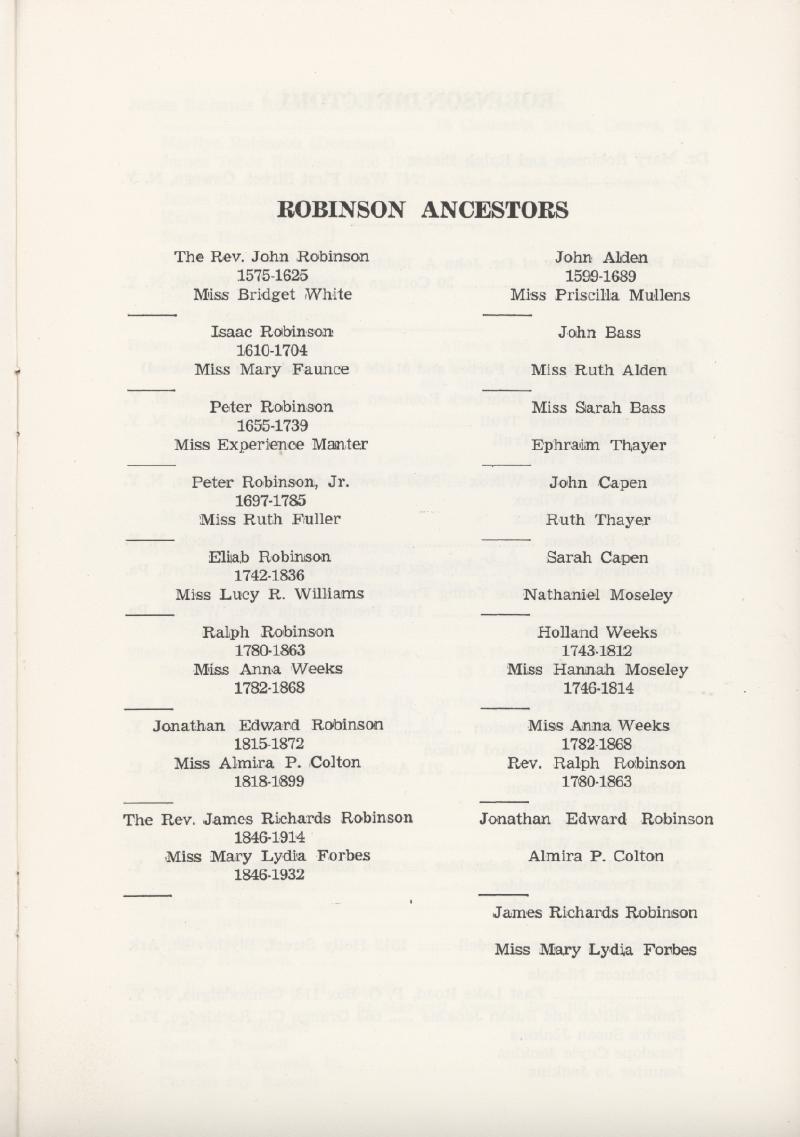 ROBINSON ANCESTORS
The Rev. John Robinson
1575-1625
Miss Bridget White
Isaac Robinson
1610-1704
Miss Mary Faunce
Peter Robinson
1655-1739
Miss Experience Manter
Peter Robinson, Jr.
1697-1785
Miss Ruth Fuller
Eliab Robinson
1742-1836
Miss Lucy R. Williams
Ralph Robinson
1780-1863
Miss Anna Weeks
1782-1868
Jonathan Edward Robinson
1815-1872
Miss Almira P. Colton
1818-1899
The Rev. James Richards Robinson
1846-1914
Miss Mary Lydia Forbes
1846-1932
John Alden
1599-1689
Miss Priscilla Mullens
John Bass
Miss Ruth Alden
Miss Sarah Bass
Ephraim Thayer
John Capen
Ruth Thayer
Sarah Capen
Nathaniel Moseley
Holland Weeks
1743-1812
Miss Hannah Moseley
1746-1814
Miss Anna Weeks
1782-1868
Rev. Ralph Robinson
1780-1863
Jonathan Edward Robinson
Almira P. Colton
James Richards Robinson
Miss Mary Lydia Forbes